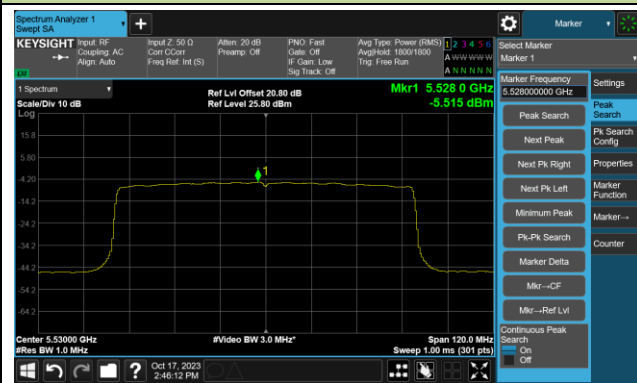 Spectrum Analyzer 1
Swept SA
+
Marker
KEYSIGHT
Input: RF
Coupling: AC
Align: Auto
Input Z: 50 Ω
Corr CCorr
Freq Ref: Int (S)
Atten: 20 dB
Preamp: Off
PNO: Fast
Gate: Off
IF Gain: Low
Sig Track: Off
Avg Type: Power (RMS)
Avg|Hold: 1800/1800
Trig: Free Run
1 2 3 4 5 6
A W W W W W
A N N N N N
Select Marker
Marker 1
1 Spectrum
Scale/Div 10 dB
Log
Ref Lvl Offset 20.80 dB
Ref Level 25.80 dBm
Mkr1 5.528 0 GHz
-5.515 dBm
15.8
5.80
-4.20
-14.2
-24.2
-34.2
-44.2
-54.2
-64.2
1
Center 5.53000 GHz
#Res BW 1.0 MHz
#Video BW 3.0 MHz*
Span 120.0 MHz
Sweep 1.00 ms (301 pts)
Marker Frequency
5.528000000 GHz
Peak Search
Next Peak
Next Pk Right
Next Pk Left
Minimum Peak
Pk-Pk Search
Marker Delta
Mkr→CF
Mkr→Ref Lvl
Continuous Peak
Search
On
Off
Settings
Peak
Search
Pk Search
Config
Properties
Marker
Function
Marker→
Counter
?
Oct 17, 2023
2:46:12 PM